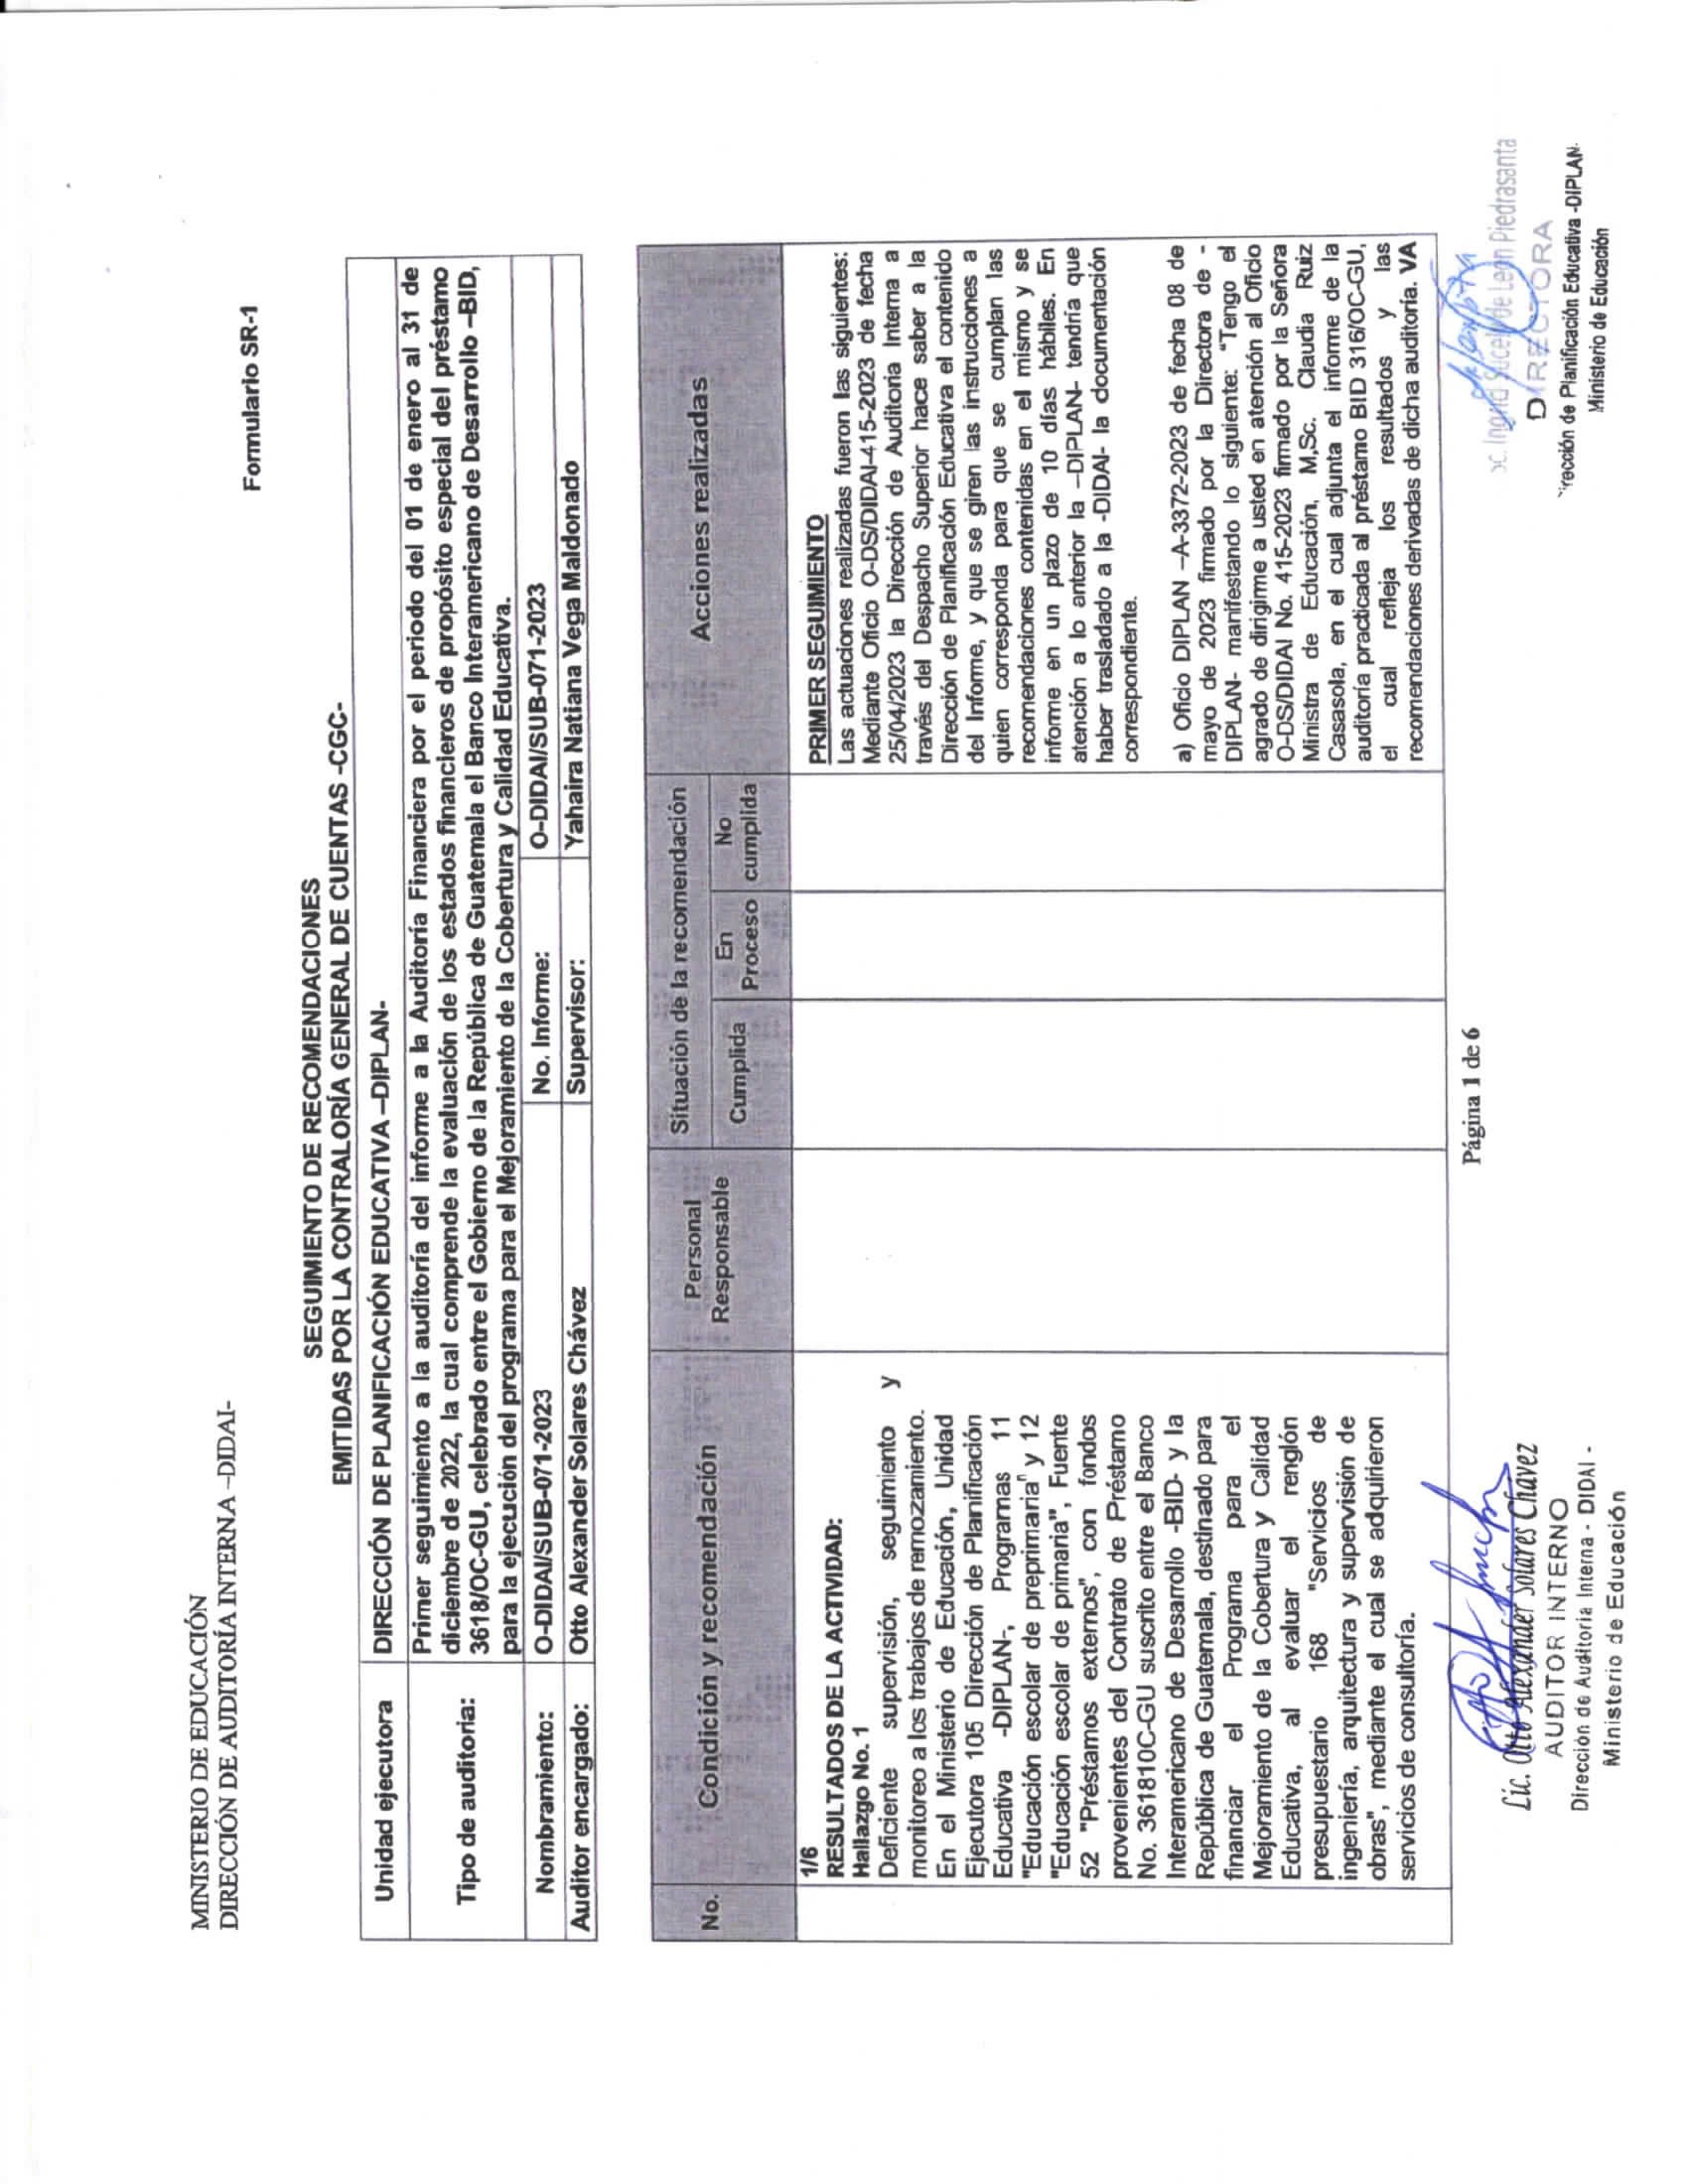 MINISTERIO DE EDUCACIÓN
DIRECCIÓN DE AUDITORÍA INTERNA –DIDAI-
Formulario SR-1
SEGUIMIENTO DE RECOMENDACIONES
EMITIDAS POR LA CONTRALORÍA GENERAL DE CUENTAS -CGC-
Unidad ejecutora
DIRECCIÓN DE PLANIFICACIÓN EDUCATIVA –DIPLAN-
Tipo de auditoria:
Primer seguimiento a la auditoría del informe a la Auditoría Financiera por el periodo del 01 de enero al 31 de
diciembre de 2022, la cual comprende la evaluación de los estados financieros de propósito especial del préstamo
3618/OC-GU, celebrado entre el Gobierno de la República de Guatemala el Banco Interamericano de Desarrollo –BID,
para la ejecución del programa para el Mejoramiento de la Cobertura y Calidad Educativa.
Nombramiento:
O-DIDAI/SUB-071-2023
No. Informe:
O-DIDAI/SUB-071-2023
Auditor encargado:
Otto Alexander Solares Chávez
Supervisor:
Yahaira Natiana Vega Maldonado
No.
Condición y recomendación
Personal
Responsable
Situación de la recomendación
Cumplida
En
Proceso
No
cumplida
Acciones realizadas
1/6
RESULTADOS DE LA ACTIVIDAD:
Hallazgo No. 1
Deficiente supervisión, seguimiento y
monitoreo a los trabajos de remozamiento.
En el Ministerio de Educación, Unidad
Ejecutora 105 Dirección de Planificación
Educativa -DIPLAN-, Programas 11
"Educación escolar de preprimaria" y 12
"Educación escolar de primaria", Fuente
52 "Préstamos externos", con fondos
provenientes del Contrato de Préstamo
No. 361810C-GU suscrito entre el Banco
Interamericano de Desarrollo -BID- y la
República de Guatemala, destinado para
financiar el Programa para el
Mejoramiento de la Cobertura y Calidad
Educativa, al evaluar el renglón
presupuestario 168 "Servicios de
ingeniería, arquitectura y supervisión de
obras", mediante el cual se adquirieron
servicios de consultoría.
PRIMER SEGUIMIENTO
Las actuaciones realizadas fueron las siguientes:
Mediante Oficio O-DS/DIDAI-415-2023 de fecha
25/04/2023 la Dirección de Auditoria Interna a
través del Despacho Superior hace saber a la
Dirección de Planificación Educativa el contenido
del Informe, y que se giren las instrucciones a
quien corresponda para que se cumplan las
recomendaciones contenidas en el mismo y se
informe en un plazo de 10 días hábiles. En
atención a lo anterior la –DIPLAN- tendría que
haber trasladado a la -DIDAI- la documentación
correspondiente.
a) Oficio DIPLAN –A-3372-2023 de fecha 08 de
mayo de 2023 firmado por la Directora de -
DIPLAN- manifestando lo siguiente: "Tengo el
agrado de dirigirme a usted en atención al Oficio
O-DS/DIDAI No. 415-2023 firmado por la Señora
Ministra de Educación, M,Sc. Claudia Ruiz
Casasola, en el cual adjunta el informe de la
auditoría practicada al préstamo BID 316/OC-GU,
el cual refleja los resultados y las
recomendaciones derivadas de dicha auditoría. VA
Página 1 de 6
Lic. Otto Alexander Solares Chávez
AUDITOR INTERNO
Dirección de Auditoría Interna - DIDAI -
Ministerio de Educación
Ingrid Sucely de León Piedrasanta
DIRECTORA
Dirección de Planificación Educativa -DIPLAN-
Ministerio de Educación